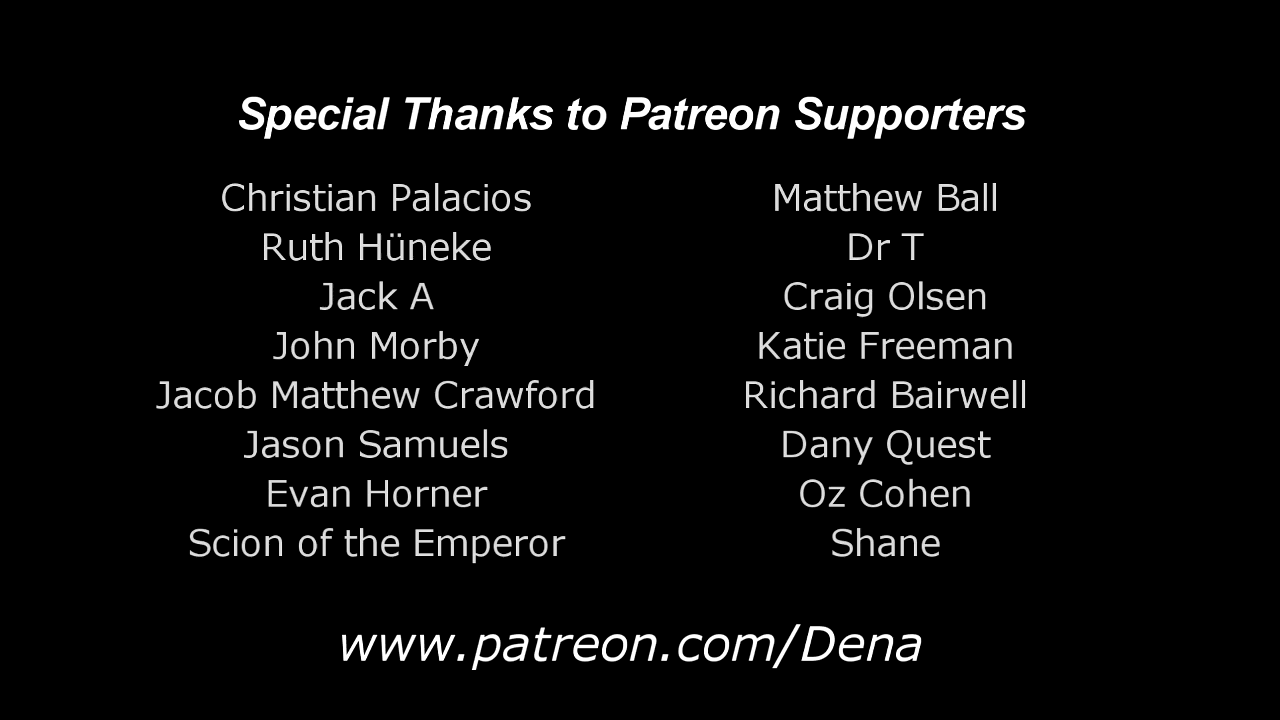 Special Thanks to Patreon Supporters
Christian Palacios
Ruth Hüneke
Jack A
John Morby
Jacob Matthew Crawford
Jason Samuels
Evan Horner
Scion of the Emperor
Matthew Ball
Dr T
Craig Olsen
Katie Freeman
Richard Bairwell
Dany Quest
Oz Cohen
Shane
www.patreon.com/Dena